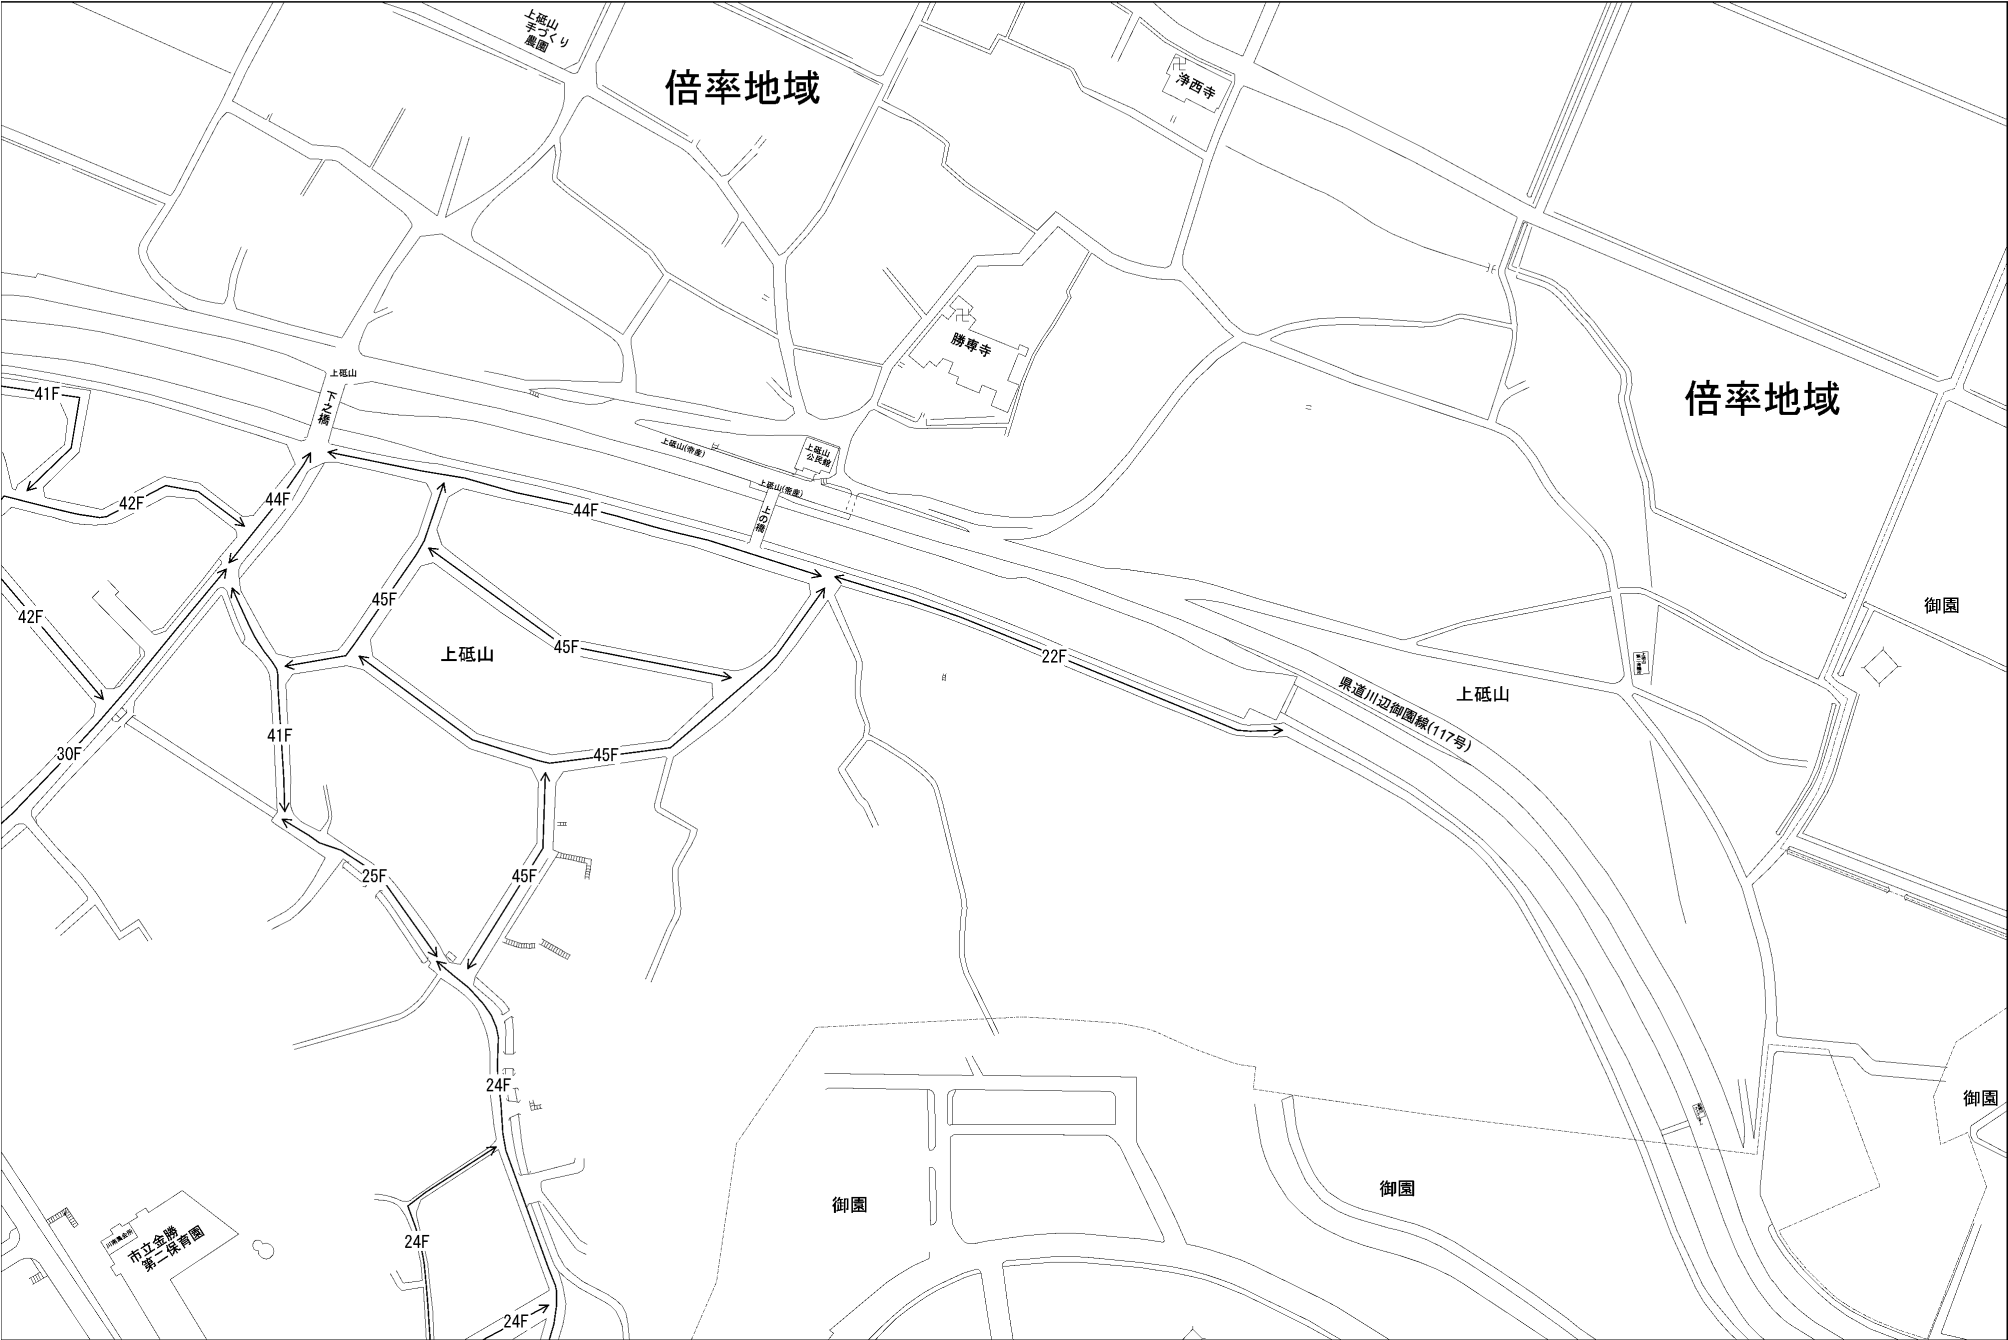 上砥山
手づくり
農園
倍率地域
浄西寺
勝専寺
上砥山
下之橋
41F
倍率地域
上砥山(帝産)
上砥山
公民館
上砥山(帝産)
上の橋
42F
44F
44F
45F
42F
45F
上砥山
22F
御園
上砥山
県道川辺御園線(117号)
41F
30F
45F
25F
45F
24F
御園
御園
御園
24F
市立金勝
第二保育園
24F